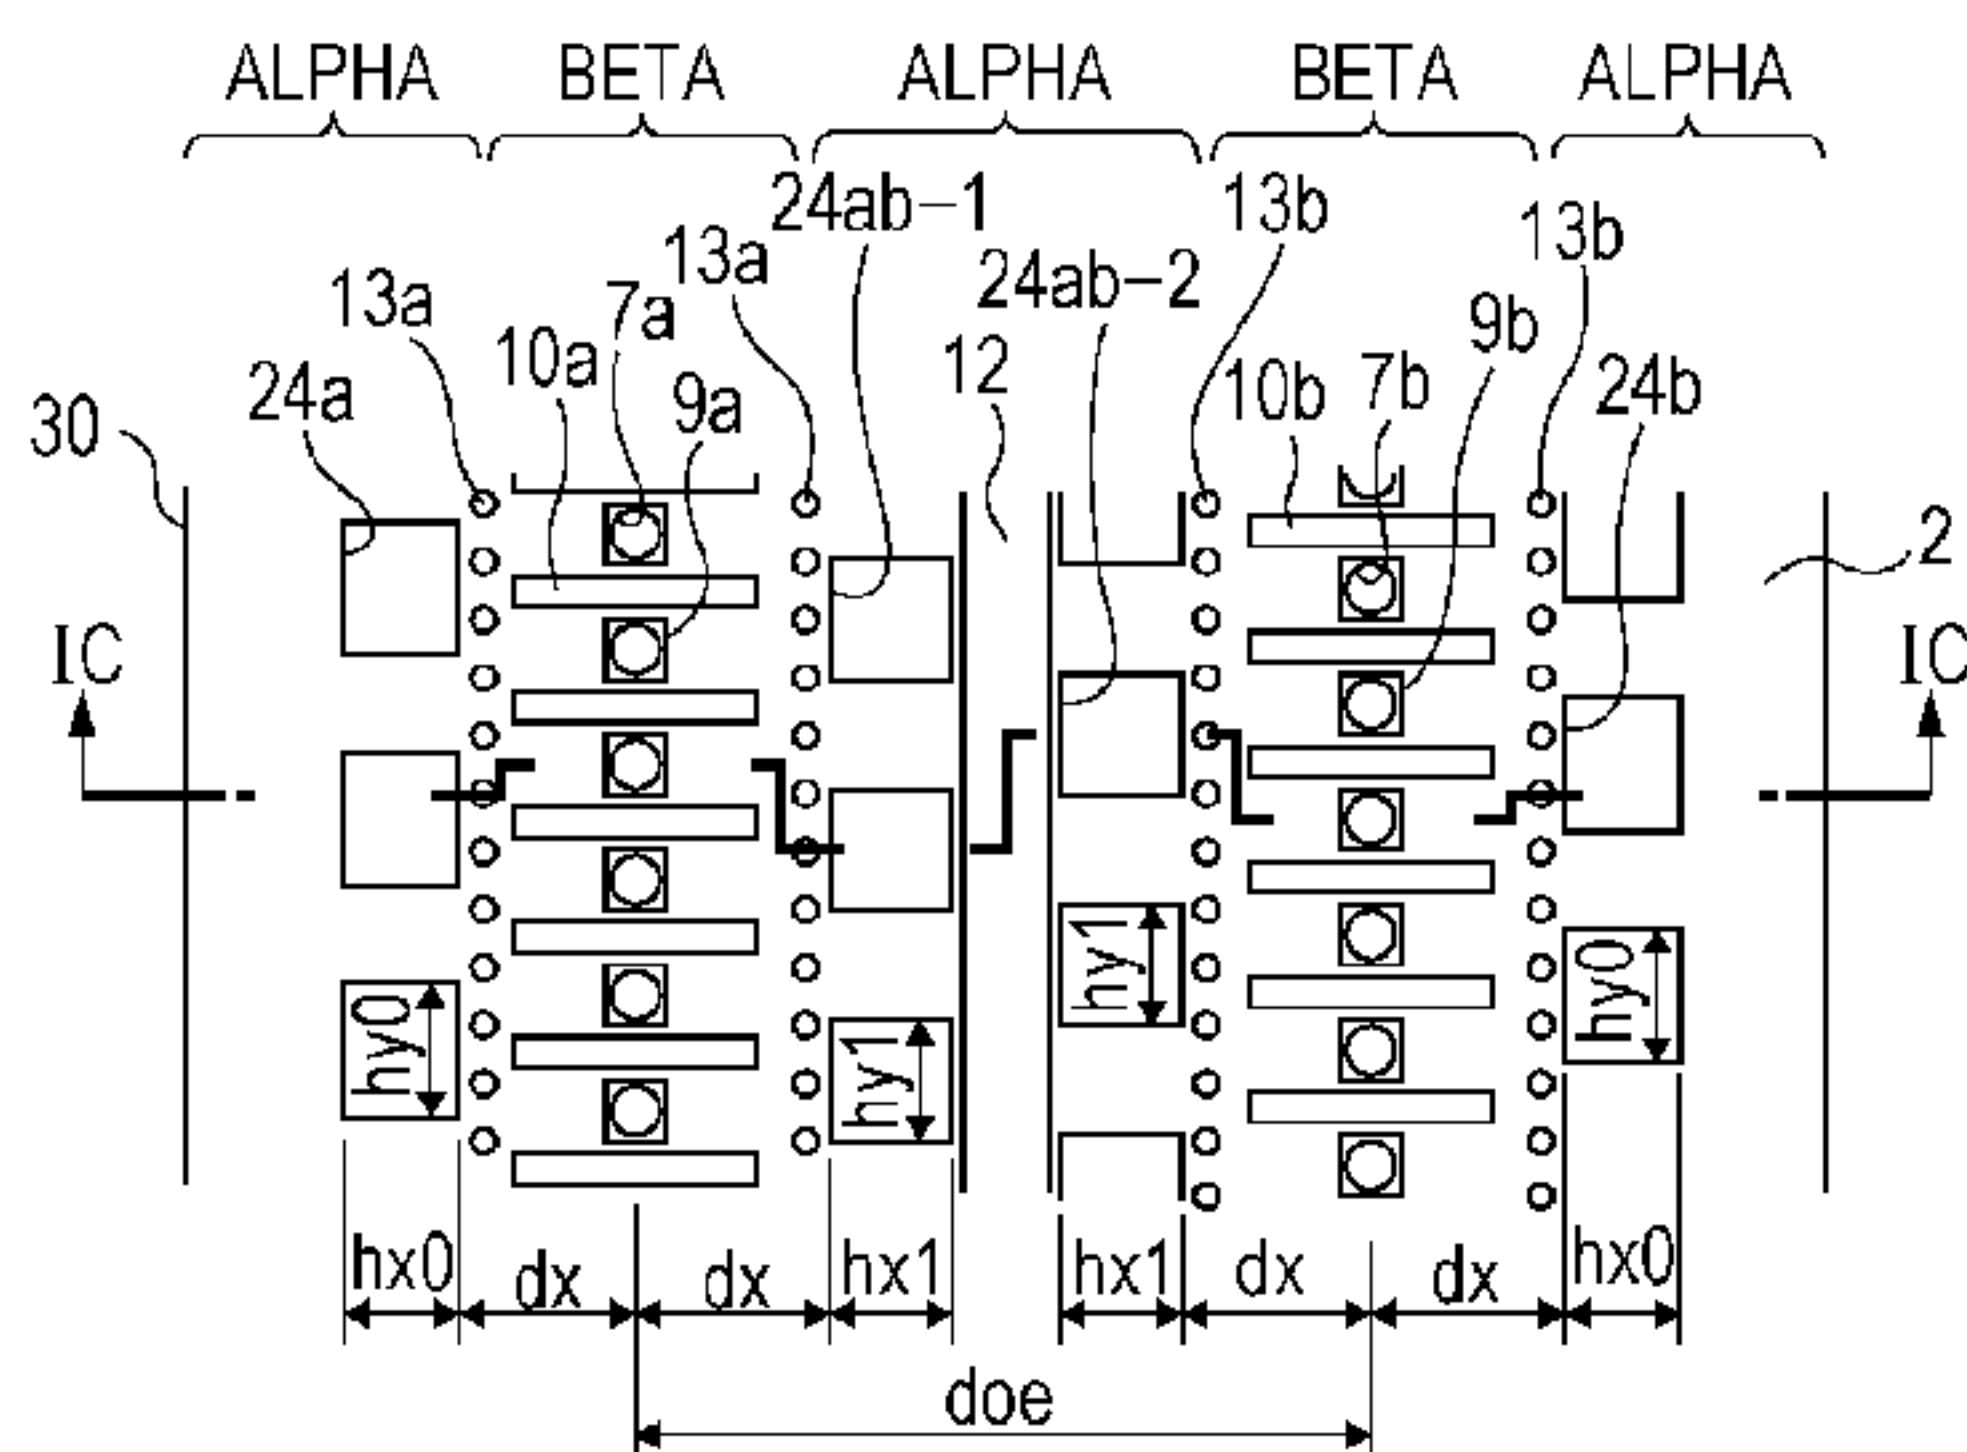 ALPHA BETA ALPHA BETA ALPHA
24ab-1 13b
13a 24ab-2 13b
13a 7a 12 9b
10a 10b 7b
24a 9a 24b
30
2
IC IC
hy1 hy0
hy0 hy1
hx0 dx dx hx1 hx1 dx dx hx0
doe